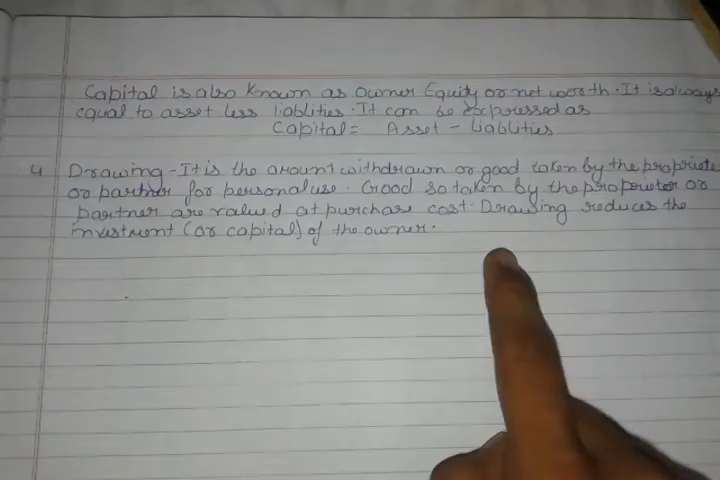 Capital is also known as owner Equity or net worth. It is always
equal to asset less liablities. It can be expressed as
Capital = Asset - Liablities
4 Drawing - It is the amount withdrawn or good taken by the propriete
or partner for personal use. Good so taken by the proprietor or
partner are valued at purchase cost. Drawing reduces the
investment (or capital) of the owner.